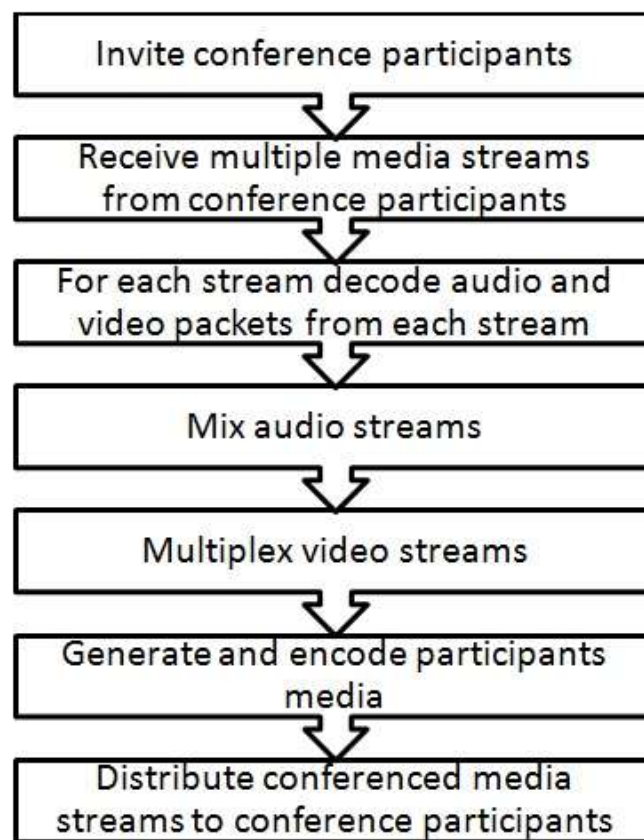 Invite conference participants
Receive multiple media streams
from conference participants
For each stream decode audio and
video packets from each stream
Mix audio streams
Multiplex video streams
Generate and encode participants
media
Distribute conferenced media
streams to conference participants